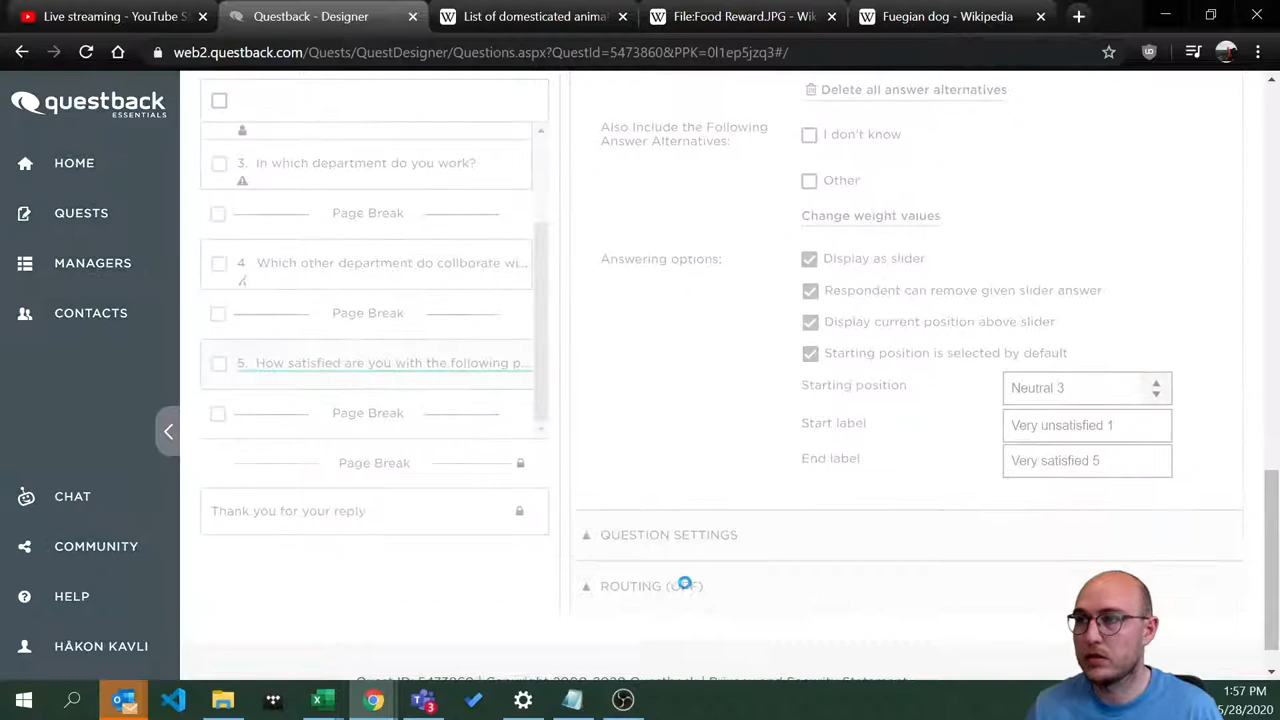 Live streaming - YouTube S
Questback - Designer
List of domesticated anima
File:Food Reward.JPG - Wik
Fuegian dog - Wikipedia
web2.questback.com/Quests/QuestDesigner/Questions.aspx?QuestId=5473860&PPK=0l1ep5jzq3#/
questback
ESSENTIALS
HOME
QUESTS
MANAGERS
CONTACTS
CHAT
COMMUNITY
HELP
HÅKON KAVLI
3. In which department do you work?
Page Break
4 Which other department do collborate wi...
Page Break
5. How satisfied are you with the following p...
Page Break
Page Break
Thank you for your reply
Delete all answer alternatives
Also Include the Following
Answer Alternatives:
I don't know
Other
Change weight values
Answering options:
Display as slider
Respondent can remove given slider answer
Display current position above slider
Starting position is selected by default
Starting position
Neutral 3
Start label
Very unsatisfied 1
End label
Very satisfied 5
QUESTION SETTINGS
ROUTING (OFF)
1:57 PM
5/28/2020